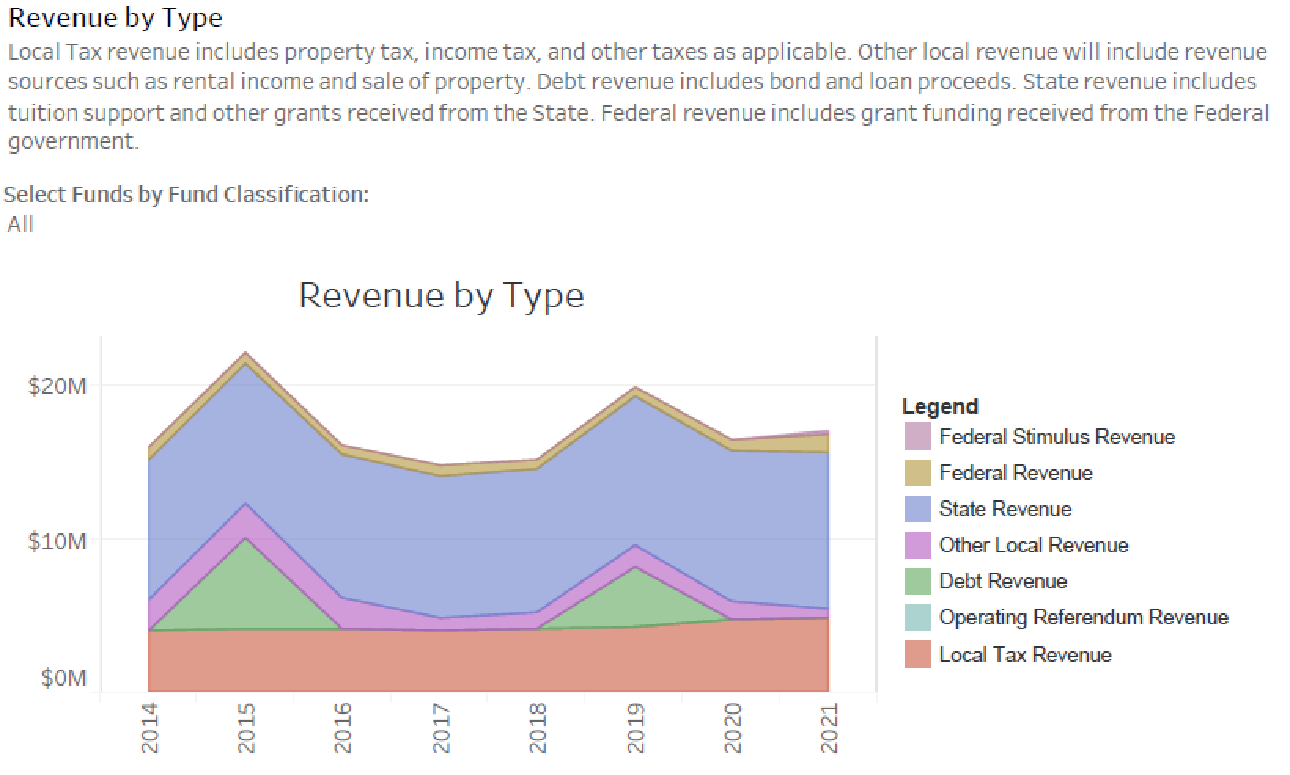 Revenue by Type
Local Tax revenue includes property tax, income tax, and other taxes as applicable. Other local revenue will include revenue
sources such as rental income and sale of property. Debt revenue includes bond and loan proceeds. State revenue includes
tuition support and other grants received from the State. Federal revenue includes grant funding received from the Federal
government.
Select Funds by Fund Classification:
All
Revenue by Type
$20M
$10M
$0M
2014
2015
2016
2017
2018
2019
2020
2021
Legend
Federal Stimulus Revenue
Federal Revenue
State Revenue
Other Local Revenue
Debt Revenue
Operating Referendum Revenue
Local Tax Revenue